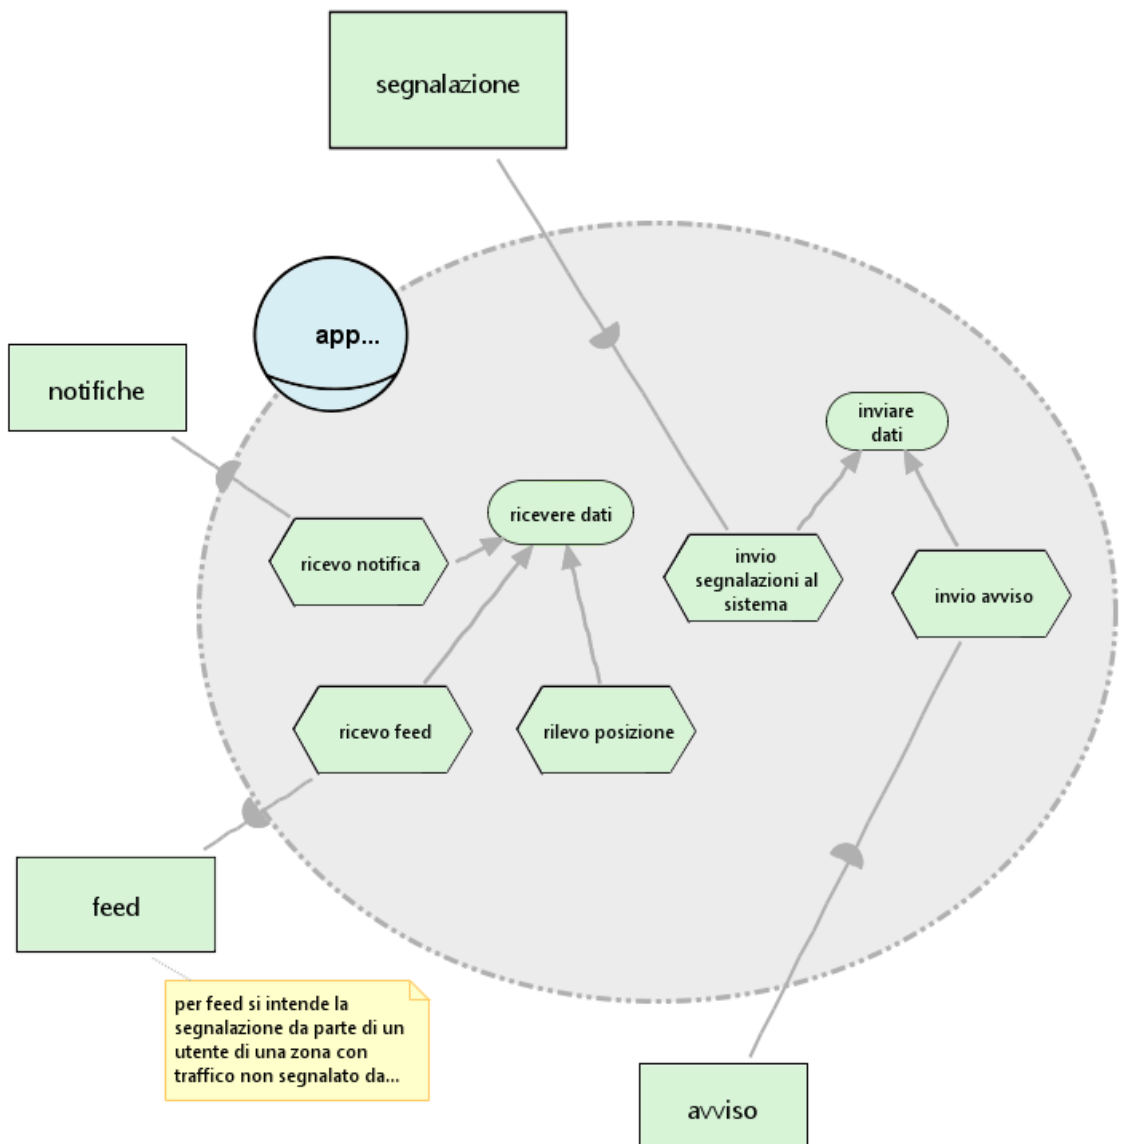 segnalazione
app...
notifiche
inviare
dati
ricevere dati
ricevo notifica
invio
segnalazioni al
sistema
invio avviso
ricevo feed
rilevo posizione
feed
per feed si intende la
segnalazione da parte di un
utente di una zona con
traffico non segnalato da...
avviso